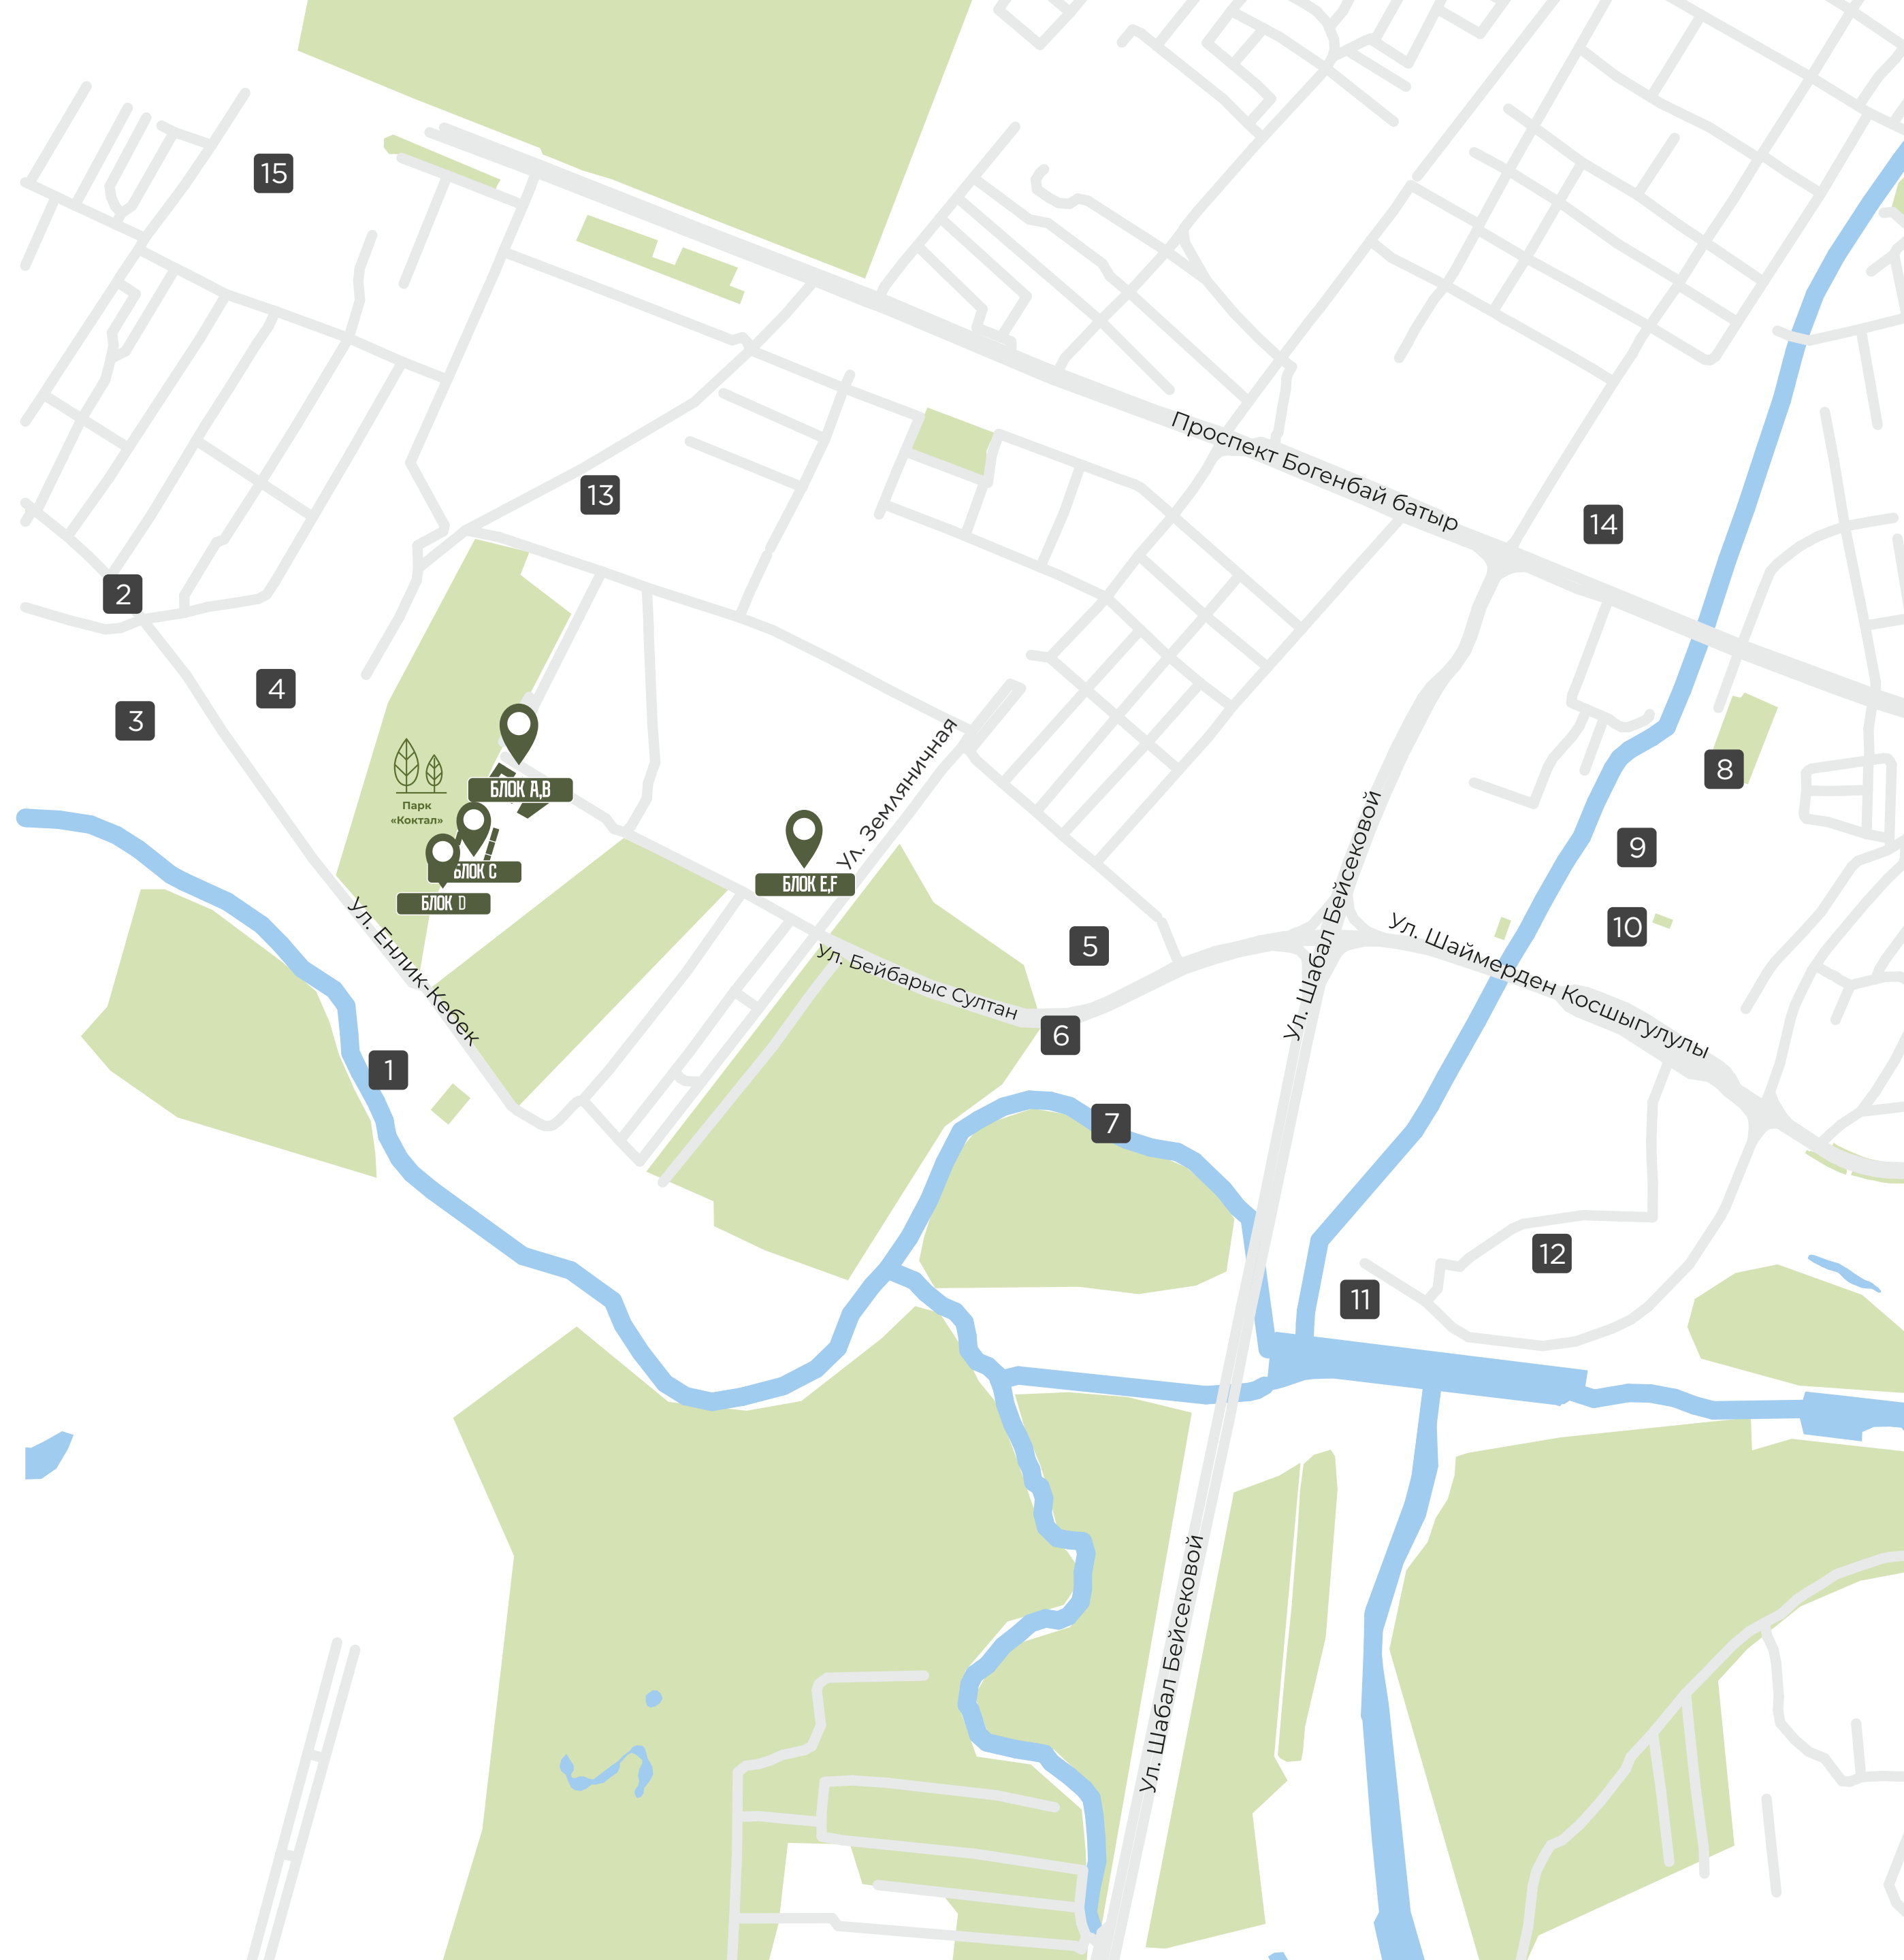 15
Проспект Богенбай батыр
13
14
2
4
3
Парк
«Коктал»
БЛОК A,B
БЛОК C
БЛОК D
БЛОК E,F
Ул. Земляничная
8
9
10
Ул. Шабал Бейсековой
Ул. Шаймерден Косшыгулулы
5
Ул. Енлик-Кебек
Ул. Бейбарыс Султан
6
1
7
12
11
Ул. Шабал Бейсековой